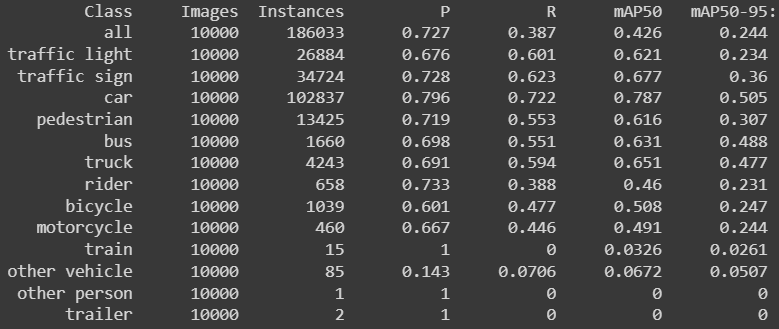 Class Images Instances P R mAP50 mAP50-95:
all 10000 186033 0.727 0.387 0.426 0.244
traffic light 10000 26884 0.676 0.601 0.621 0.234
traffic sign 10000 34724 0.728 0.623 0.677 0.36
car 10000 102837 0.796 0.722 0.787 0.505
pedestrian 10000 13425 0.719 0.553 0.616 0.307
bus 10000 1660 0.698 0.551 0.631 0.488
truck 10000 4243 0.691 0.594 0.651 0.477
rider 10000 658 0.733 0.388 0.46 0.231
bicycle 10000 1039 0.601 0.477 0.508 0.247
motorcycle 10000 460 0.667 0.446 0.491 0.244
train 10000 15 1 0 0.0326 0.0261
other vehicle 10000 85 0.143 0.0706 0.0672 0.0507
other person 10000 1 1 0 0 0
trailer 10000 2 1 0 0 0